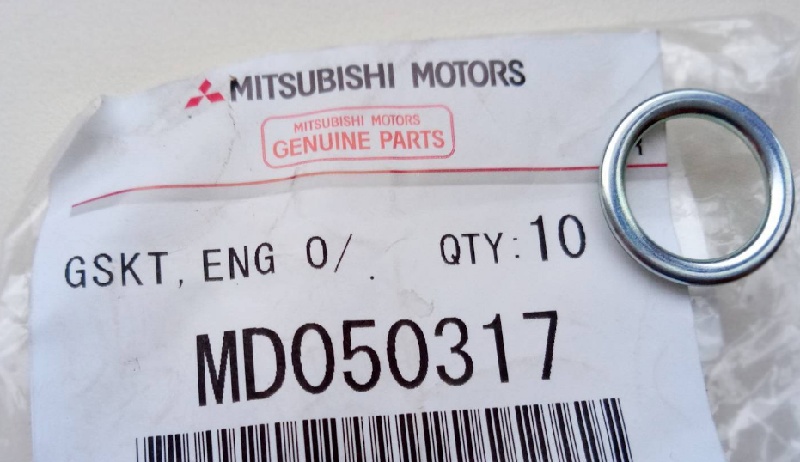 MITSUBISHI MOTORS
MITSUBISHI MOTORS
GENUINE PARTS
GSKT, ENG O/ . QTY: 10
MD050317